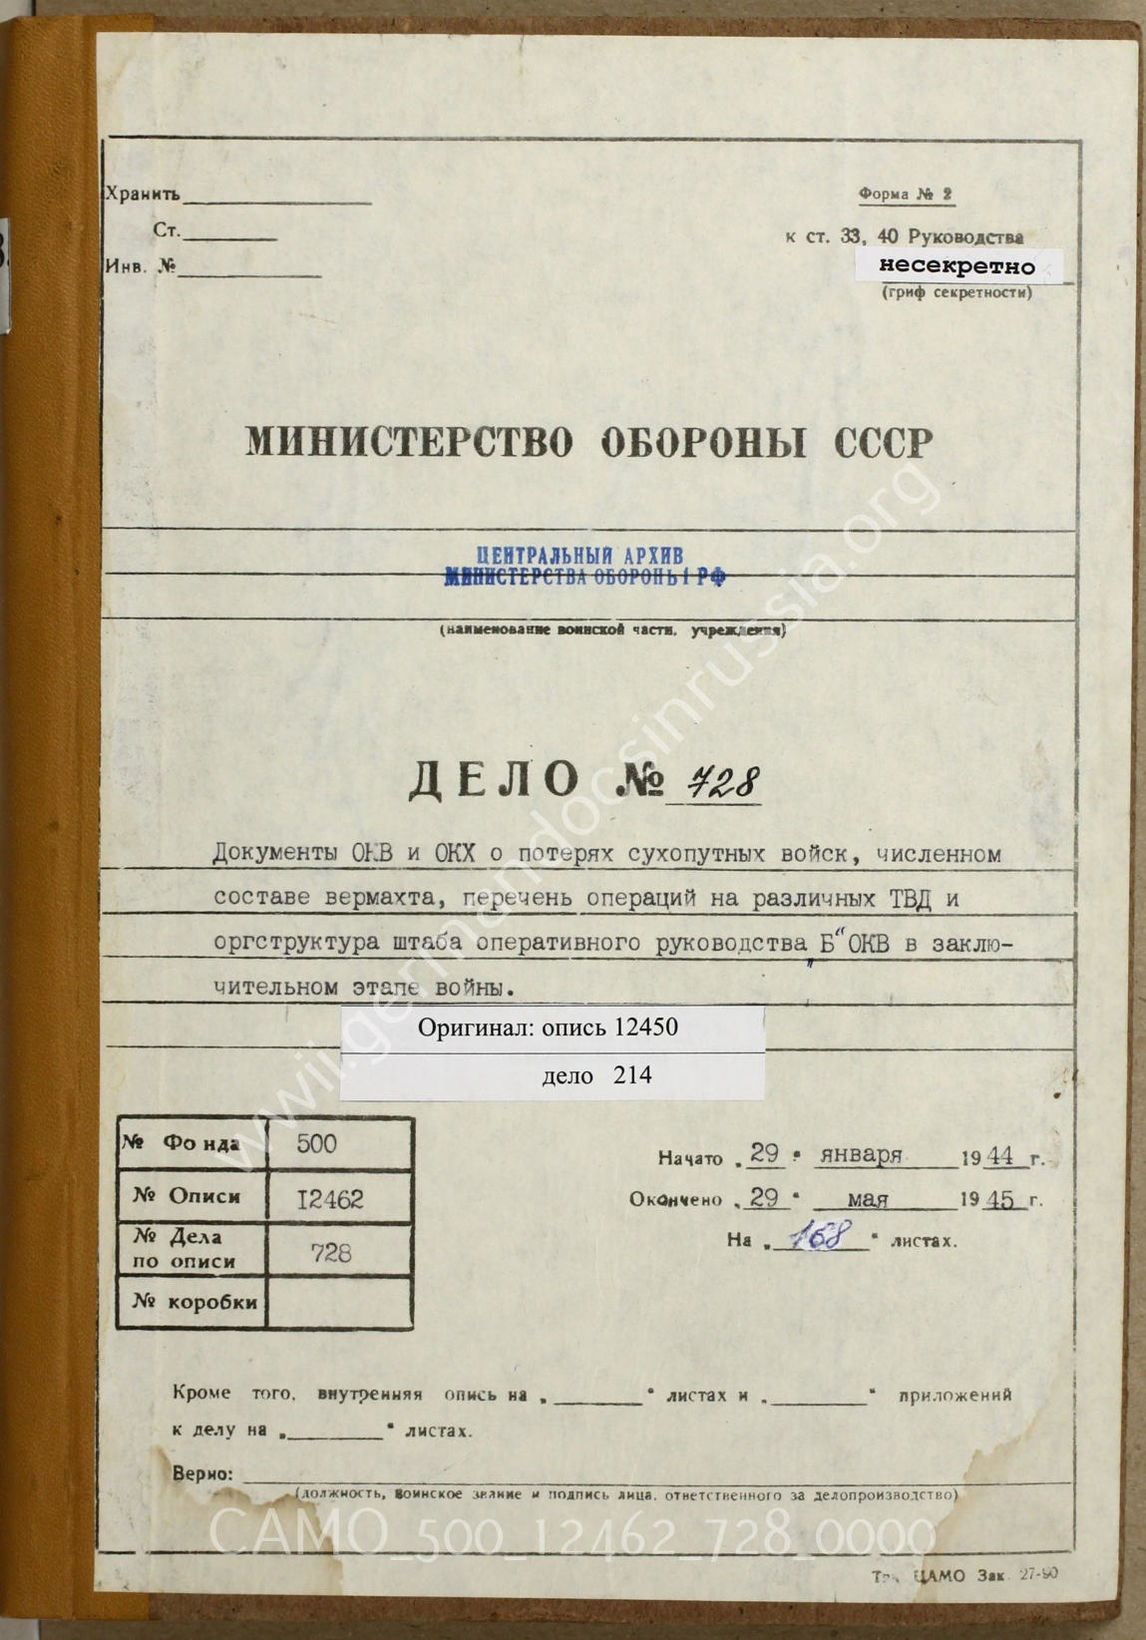 Хранить
Форма № 2
Ст.
к ст. 33, 40 Руководства
Инв. №
несекретно
(гриф секретности)
МИНИСТЕРСТВО ОБОРОНЫ СССР
ЦЕНТРАЛЬНЫЙ АРХИВ
МИНИСТЕРСТВА ОБОРОНЫ РФ
(наименование воинской части, учреждения)
ДЕЛО № 728
Документы ОКВ и ОКХ о потерях сухопутных войск, численном
составе вермахта, перечень операций на различных ТВД и
оргструктура штаба оперативного руководства „Б“ ОКВ в заклю-
чительном этапе войны.
Оригинал: опись 12450
дело 214
№ Фонда 500
№ Описи I2462
№ Дела
по описи 728
№ коробки
Начато „29“ января 1944 г.
Окончено „29“ мая 1945 г.
На „168“ листах.
Кроме того, внутренняя опись на „ “ листах и „ “ приложений
к делу на „ “ листах.
Верно:
(должность, воинское звание и подпись лица, ответственного за делопроизводство)
CAMO_500_12462_728_0000
ЦАМО Зак. 27-90
wwii.germandocsinrussia.org